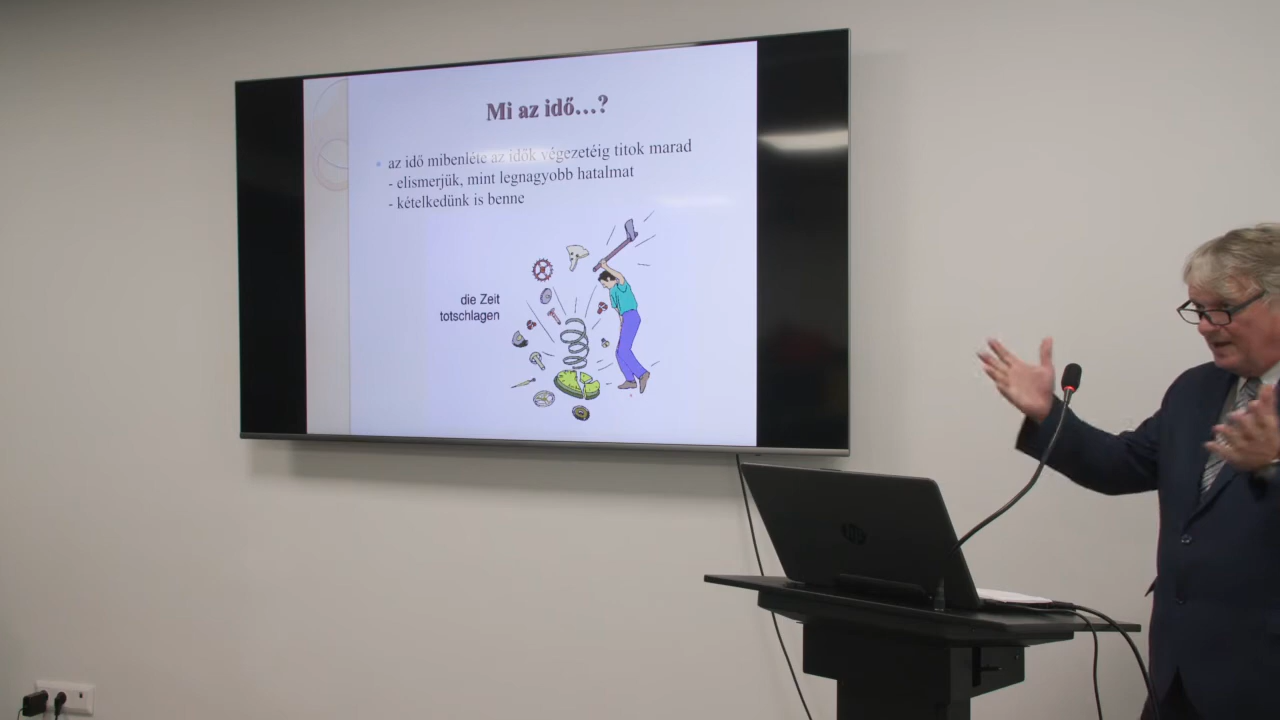 Mi az idő...?
az idő mibenléte az idők végezetéig titok marad
- elismerjük, mint legnagyobb hatalmat
- kételkedünk is benne
die Zeit
totschlagen
hp